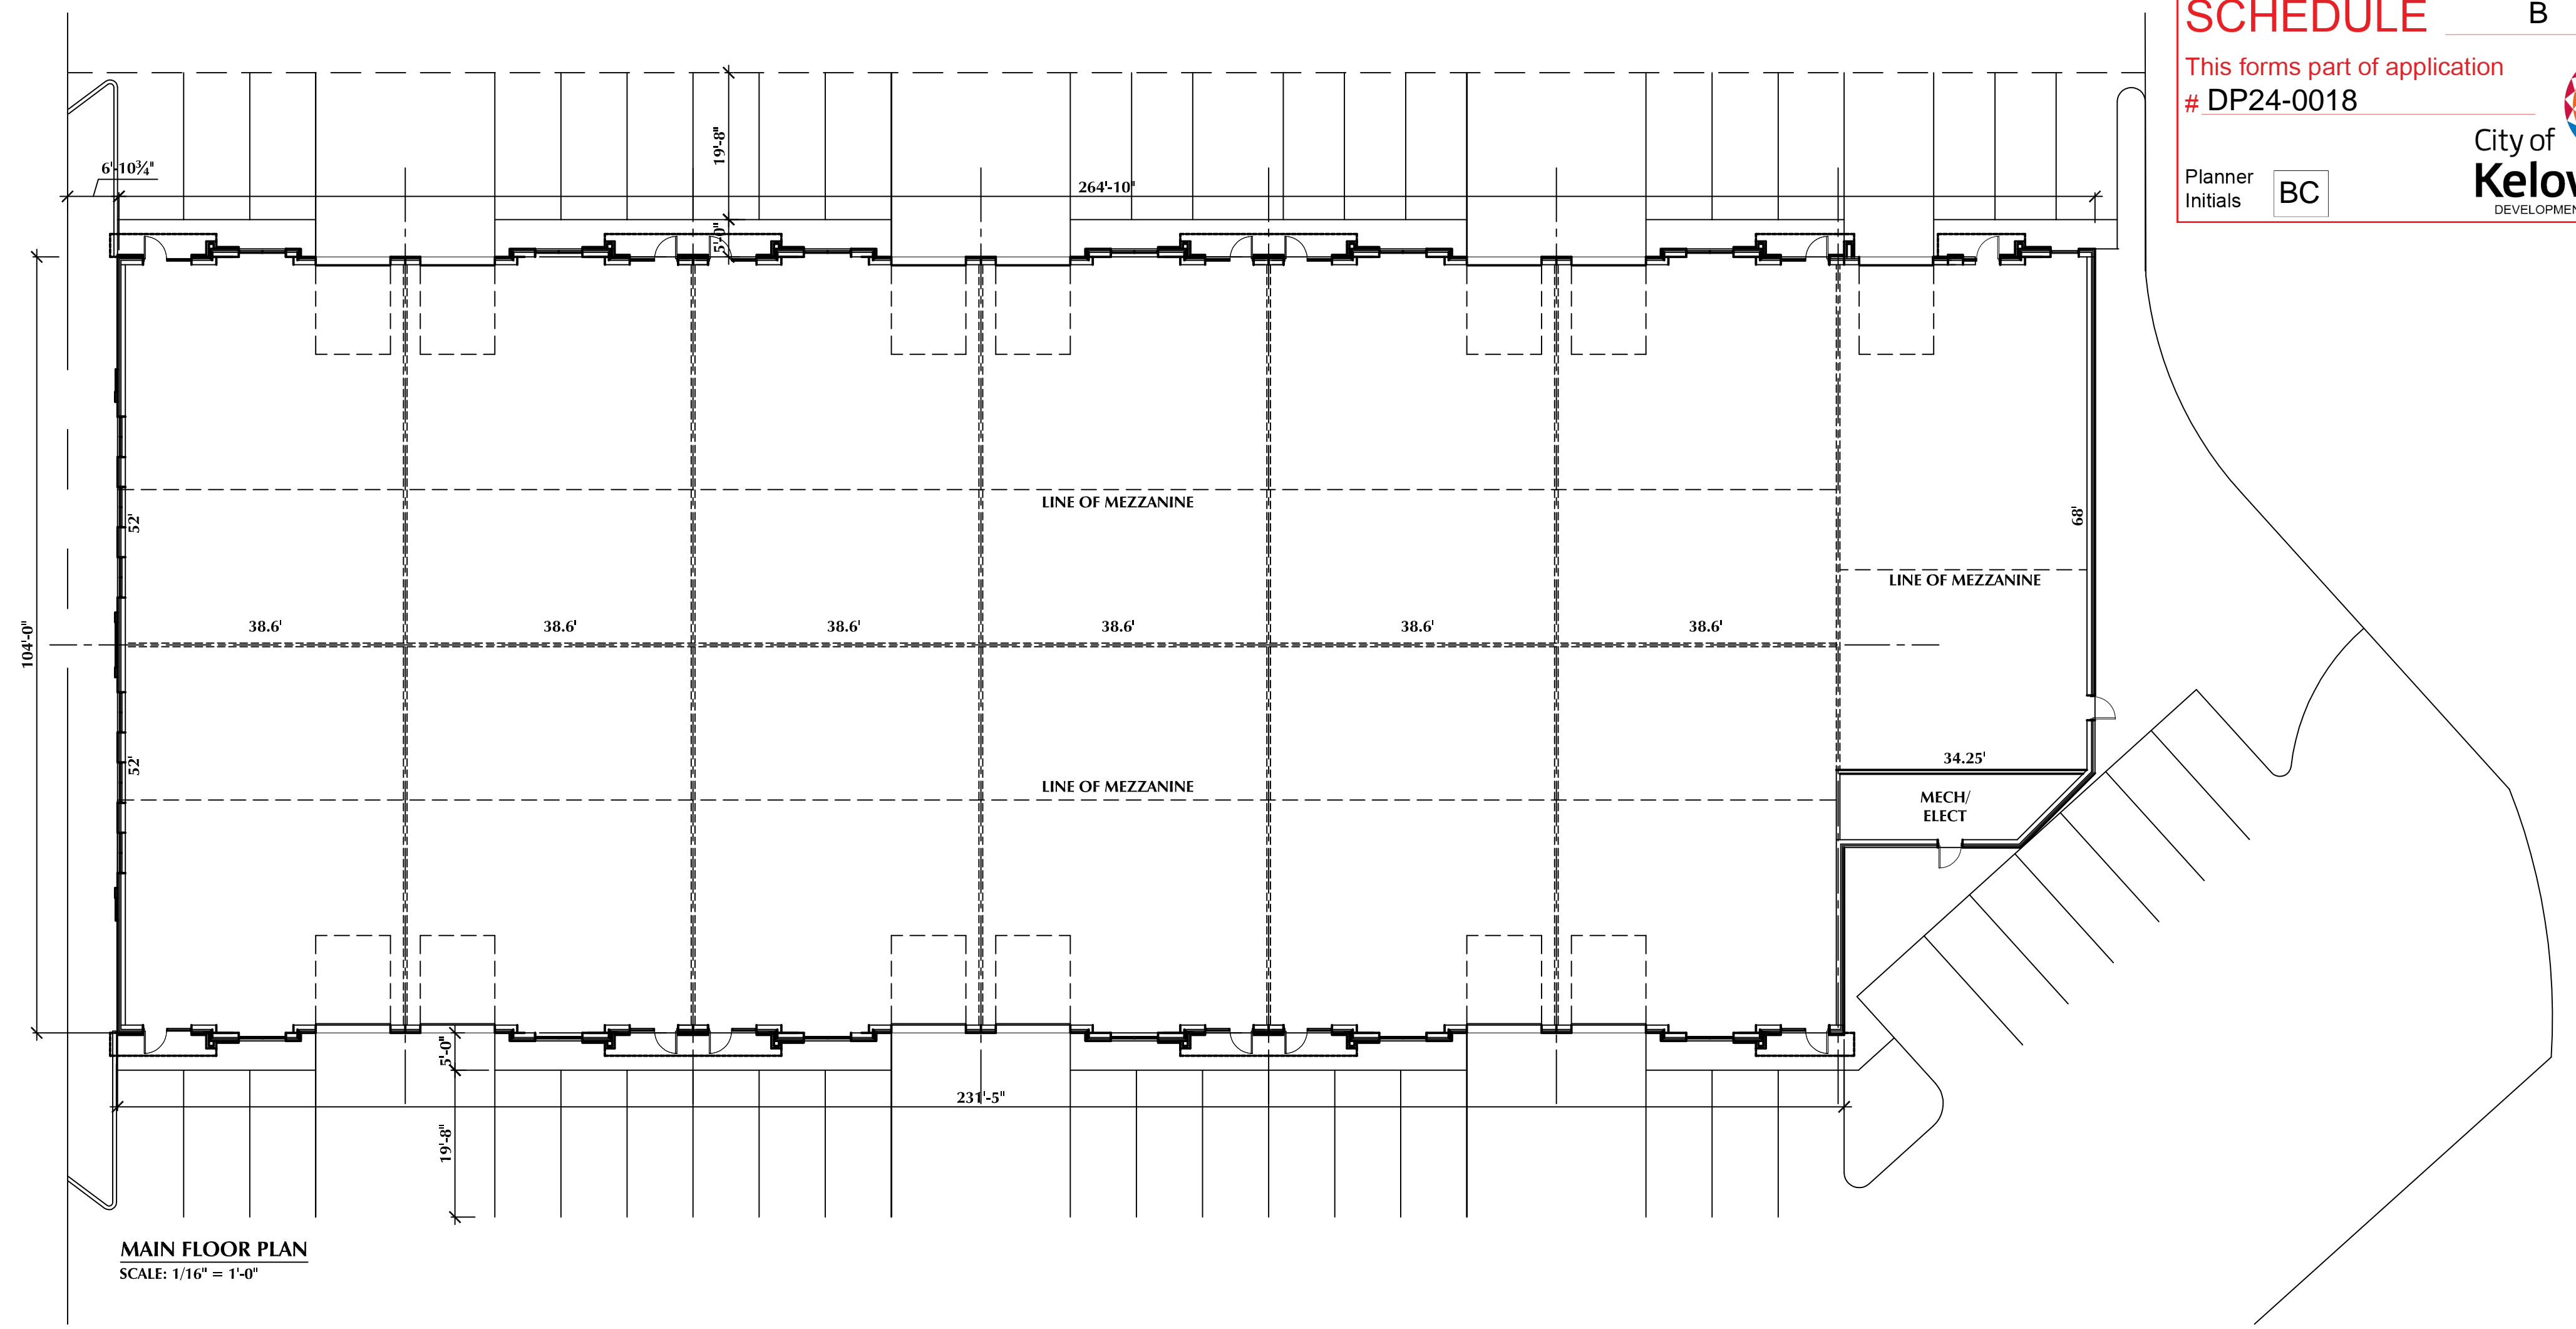 SCHEDULE B
This forms part of application
# DP24-0018
City of
Planner
Initials BC
19'-8"
6'-10¾"
264'-10"
5'-0"
LINE OF MEZZANINE
52'
68'
LINE OF MEZZANINE
38.6' 38.6' 38.6' 38.6' 38.6' 38.6'
104'-0"
52'
34.25'
LINE OF MEZZANINE
MECH/
ELECT
5'-0"
231'-5"
19'-8"
MAIN FLOOR PLAN
SCALE: 1/16" = 1'-0"